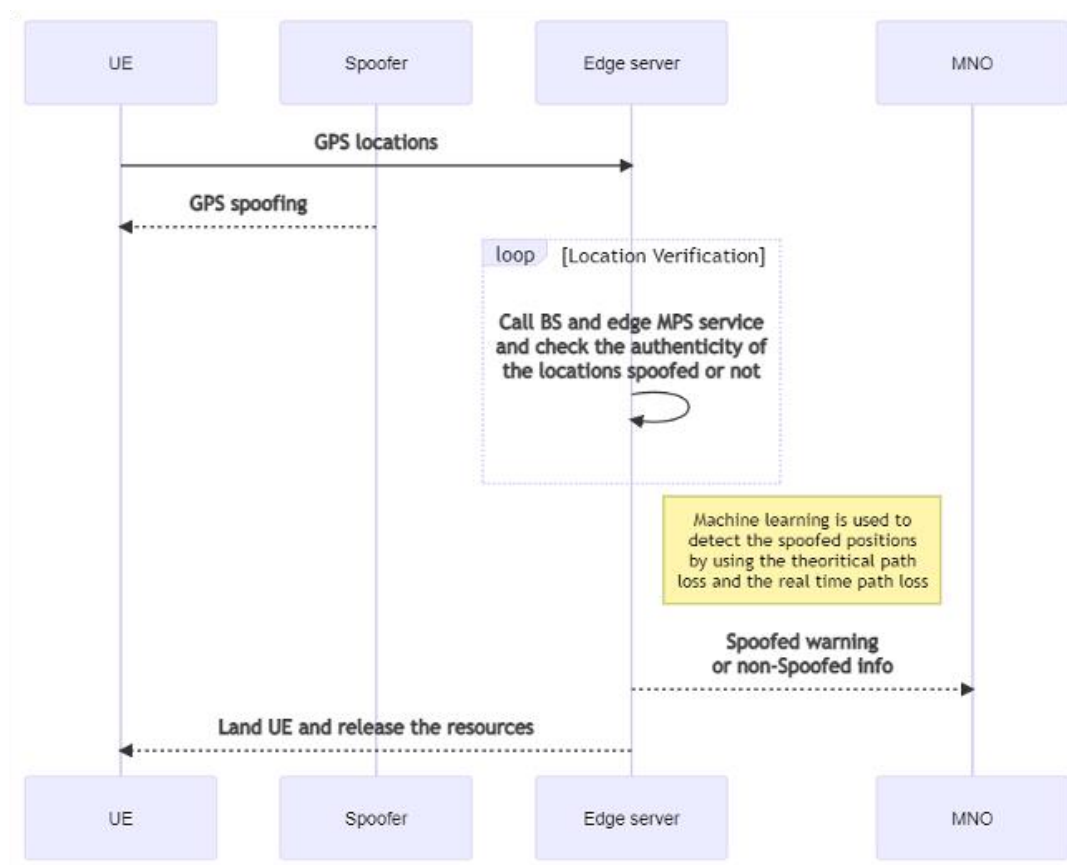 UE
Spoofer
Edge server
MNO
GPS locations
GPS spoofing
loop
[Location Verification]
Call BS and edge MPS service
and check the authenticity of
the locations spoofed or not
Machine learning is used to
detect the spoofed positions
by using the theoritical path
loss and the real time path loss
Spoofed warning
or non-Spoofed info
Land UE and release the resources
UE
Spoofer
Edge server
MNO